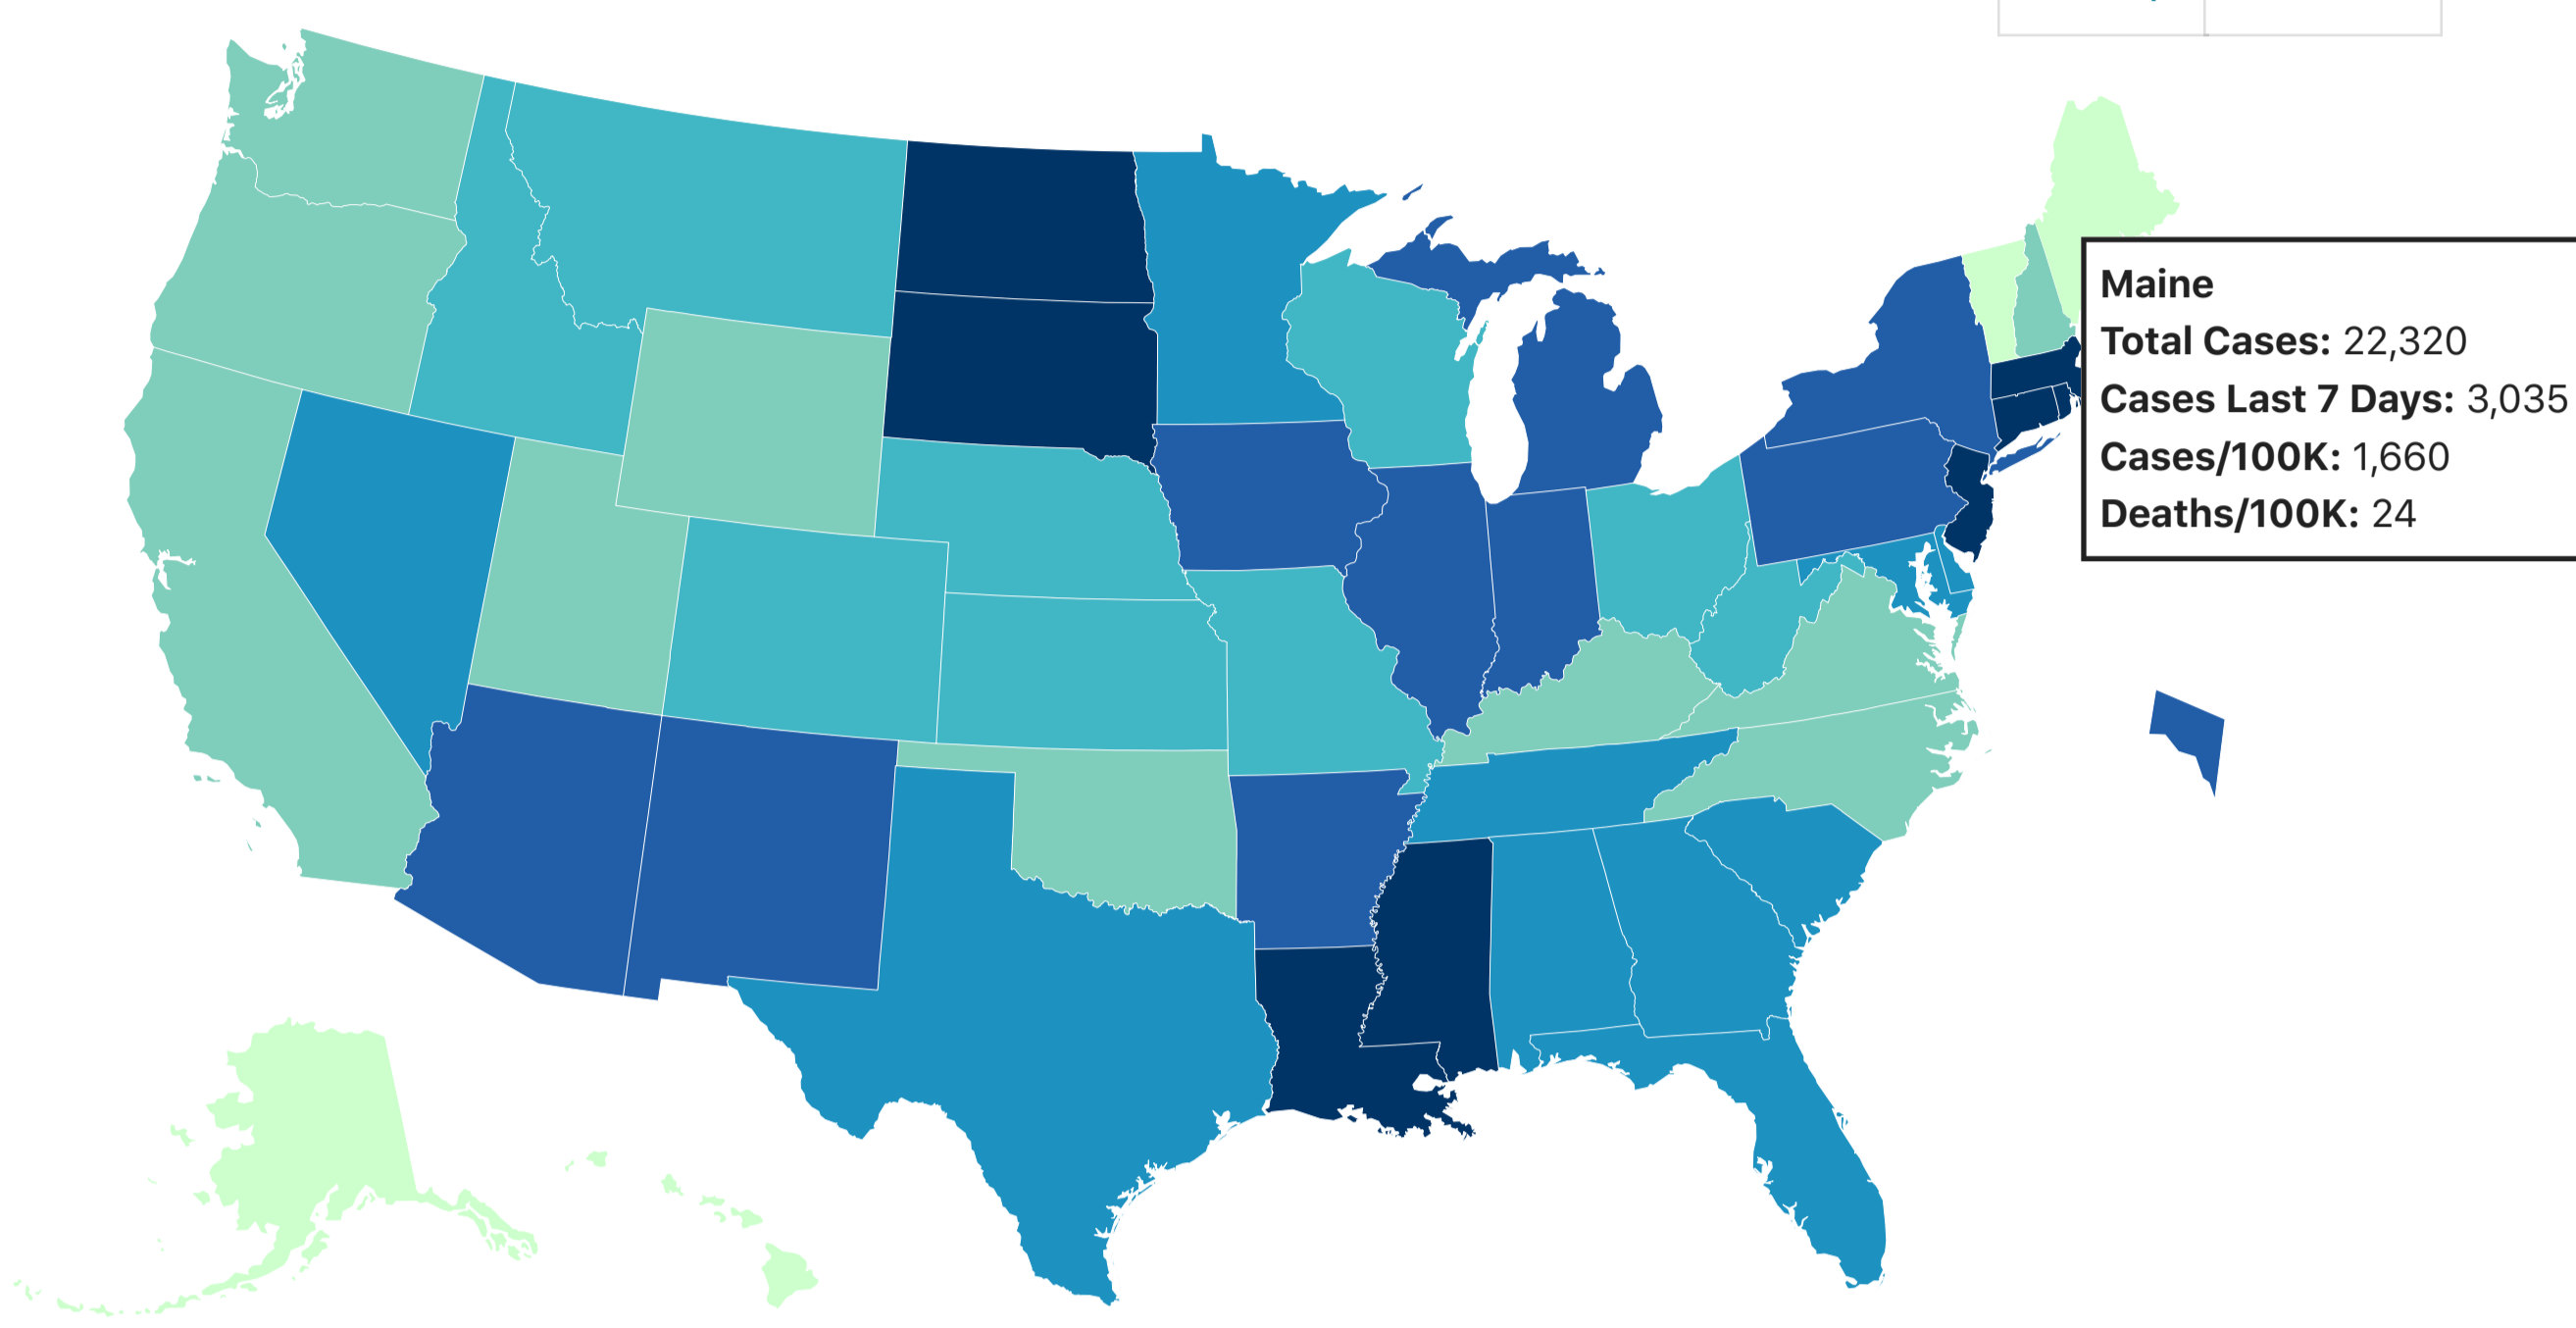 Maine
Total Cases: 22,320
Cases Last 7 Days: 3,035
Cases/100K: 1,660
Deaths/100K: 24